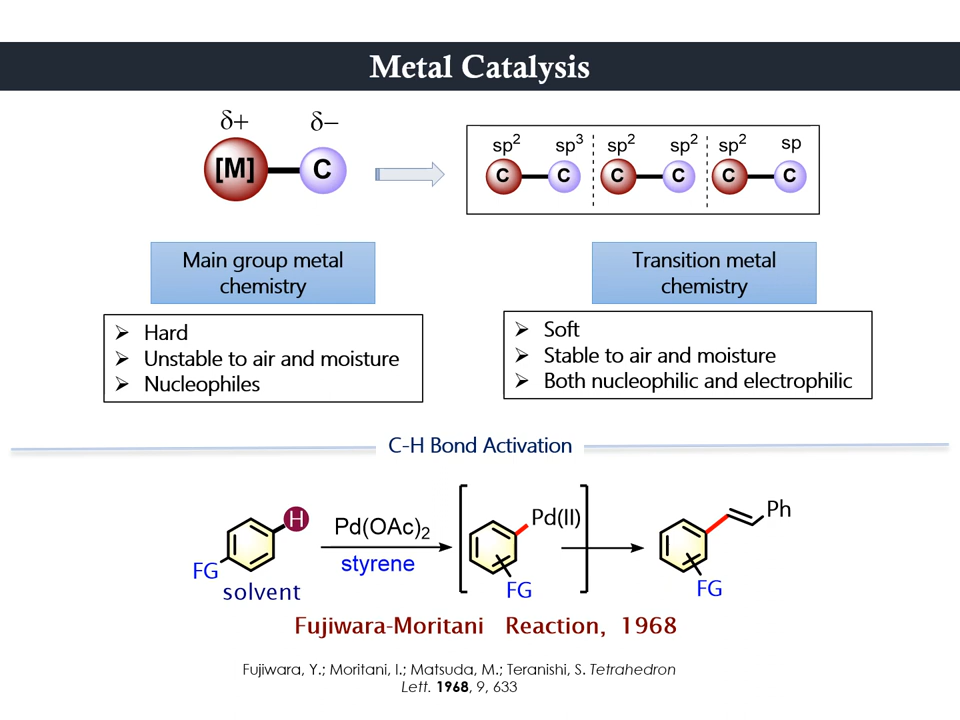 Metal Catalysis
δ+ δ−
[M] C
sp² sp³ sp² sp² sp² sp
C C C C C C
Main group metal
chemistry
Transition metal
chemistry
Hard
Unstable to air and moisture
Nucleophiles
Soft
Stable to air and moisture
Both nucleophilic and electrophilic
C-H Bond Activation
H
FG
solvent
Pd(OAc)₂
styrene
Pd(II)
FG
Ph
FG
Fujiwara-Moritani Reaction, 1968
Fujiwara, Y.; Moritani, I.; Matsuda, M.; Teranishi, S. Tetrahedron
Lett. 1968, 9, 633